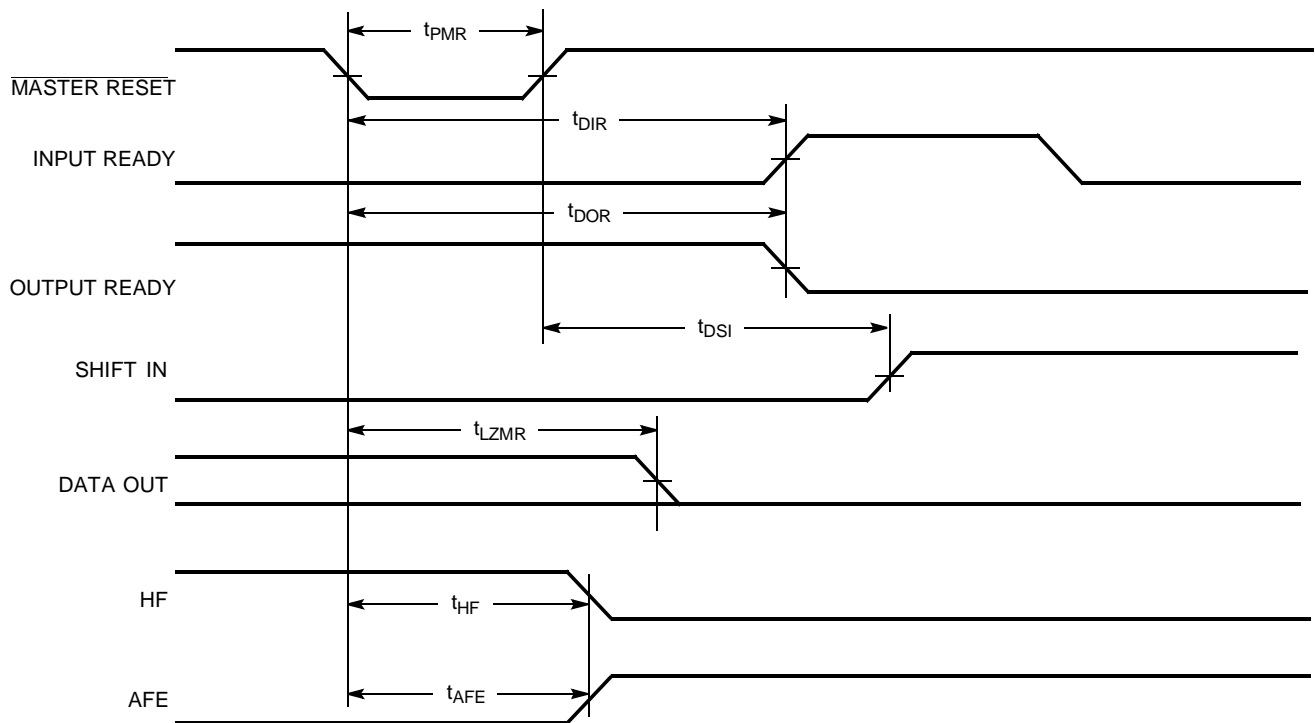 tPMR
MASTER RESET
tDIR
INPUT READY
tDOR
OUTPUT READY
tDSI
SHIFT IN
tLZMR
DATA OUT
HF
tHF
AFE
tAFE